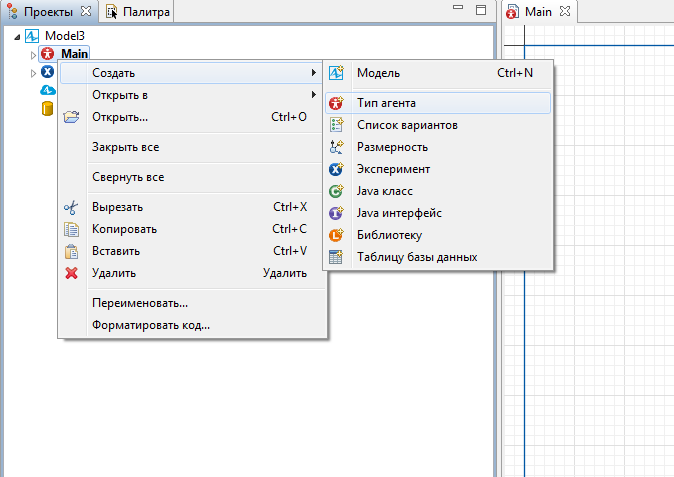 Проекты
Палитра
Main
Model3
Main
Создать
Модель Ctrl+N
Открыть в
Тип агента
Открыть... Ctrl+O
Список вариантов
Закрыть все
Размерность
Эксперимент
Свернуть все
Java класс
Вырезать Ctrl+X
Java интерфейс
Копировать Ctrl+C
Библиотеку
Вставить Ctrl+V
Таблицу базы данных
Удалить Удалить
Переименовать...
Форматировать код...